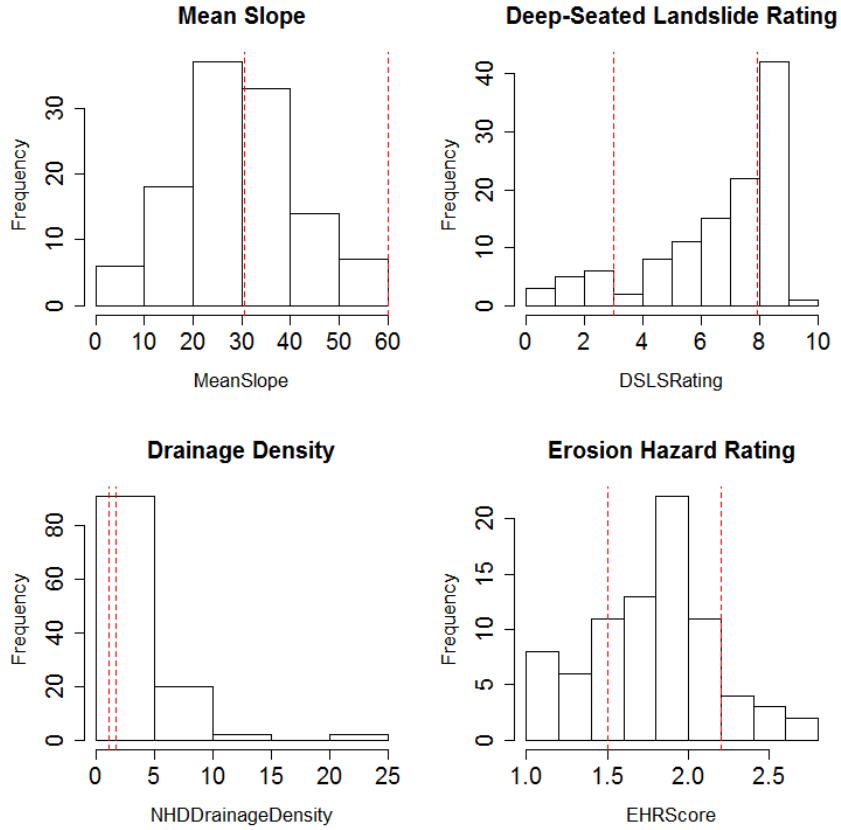 Mean Slope
Frequency
0 10 20 30
0 10 20 30 40 50 60
MeanSlope
Deep-Seated Landslide Rating
Frequency
0 10 20 30 40
0 2 4 6 8 10
DSLSRating
Drainage Density
Frequency
0 20 40 60 80
0 5 10 15 20 25
NHDDrainageDensity
Erosion Hazard Rating
Frequency
0 5 10 15 20
1.0 1.5 2.0 2.5
EHRScore